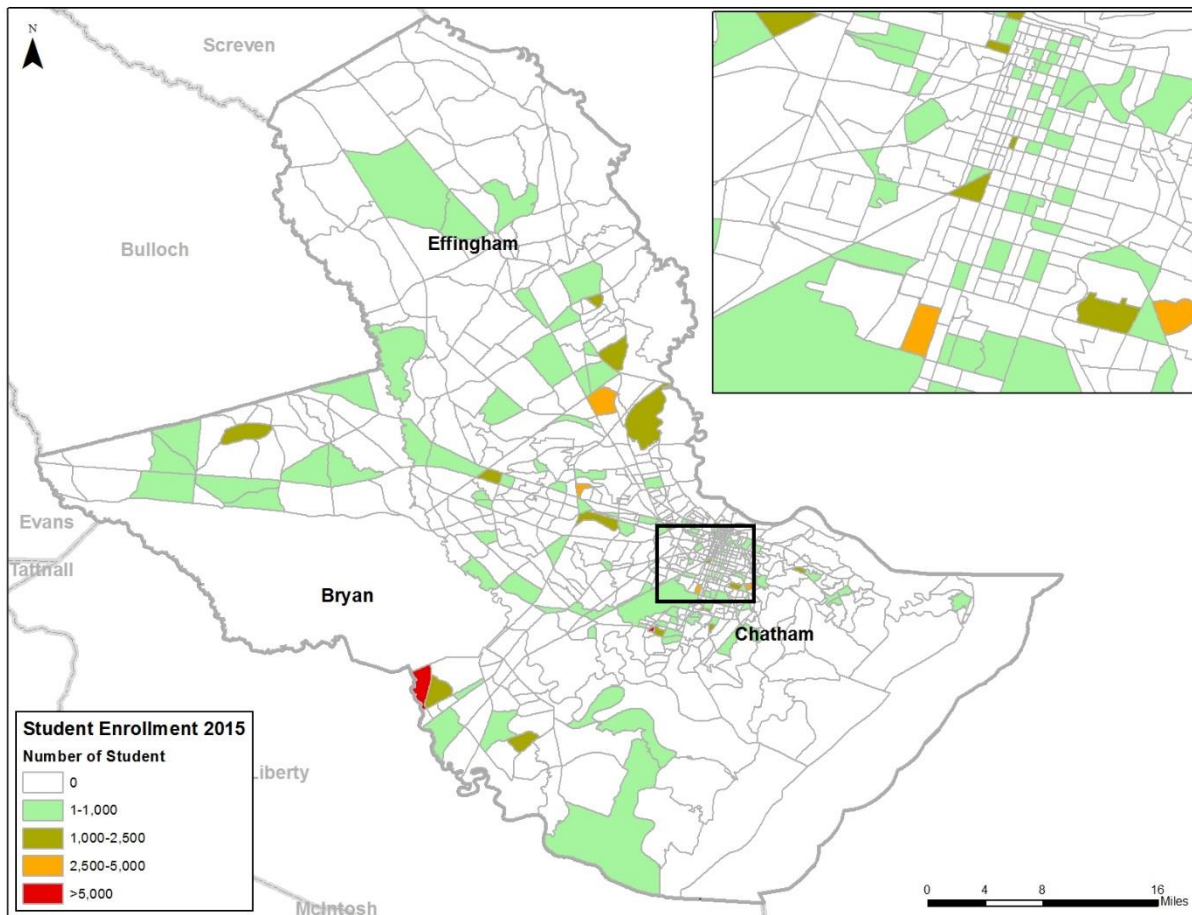 N
Screven
Effingham
Bulloch
Evans
Tattnall
Bryan
Chatham
Student Enrollment 2015
Number of Student
0
1-1,000
1,000-2,500
2,500-5,000
>5,000
Liberty
McIntosh
0 4 8 16
Miles